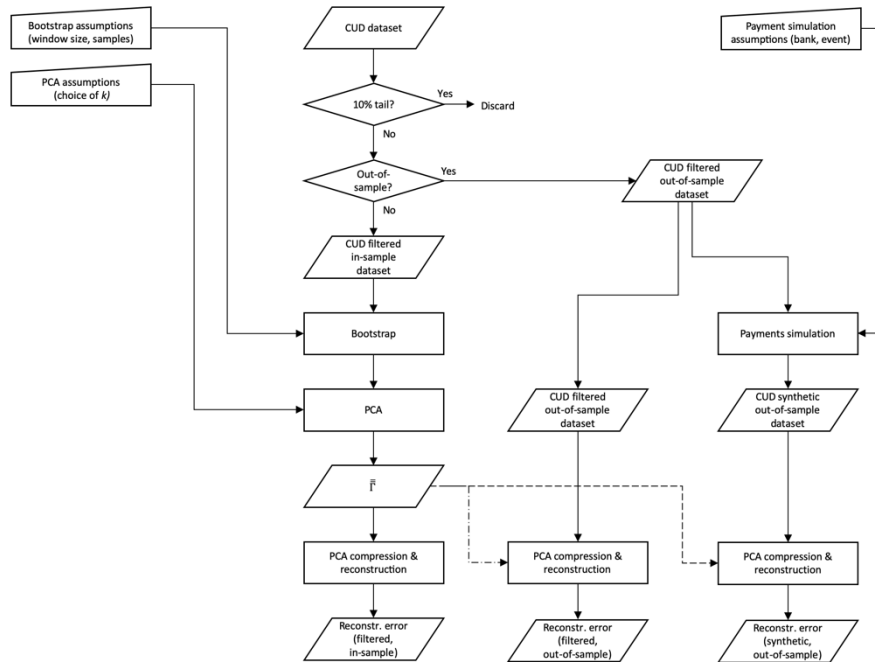 Bootstrap assumptions
(window size, samples)
CUD dataset
Payment simulation
assumptions (bank, event)
PCA assumptions
(choice of k)
10% tail?
Yes
Discard
No
Out-of-
sample?
Yes
CUD filtered
out-of-sample
dataset
No
CUD filtered
in-sample
dataset
Bootstrap
Payments simulation
PCA
CUD filtered
out-of-sample
dataset
CUD synthetic
out-of-sample
dataset
PCA compression &
reconstruction
PCA compression &
reconstruction
PCA compression &
reconstruction
Reconstr. error
(filtered,
in-sample)
Reconstr. error
(filtered,
out-of-sample)
Reconstr. error
(synthetic,
out-of-sample)